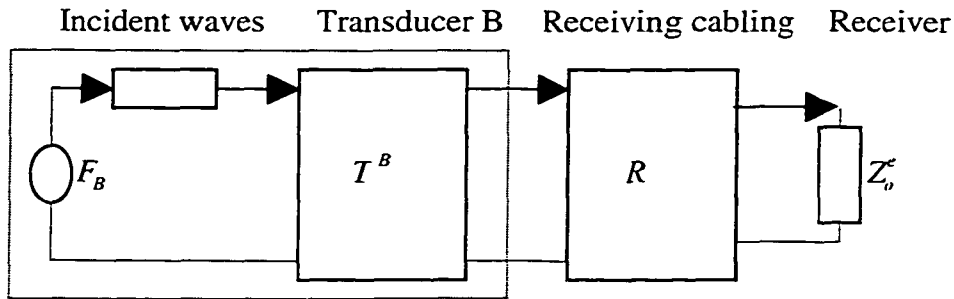 Incident waves Transducer B Receiving cabling Receiver
F_B T^B R Z_o^e